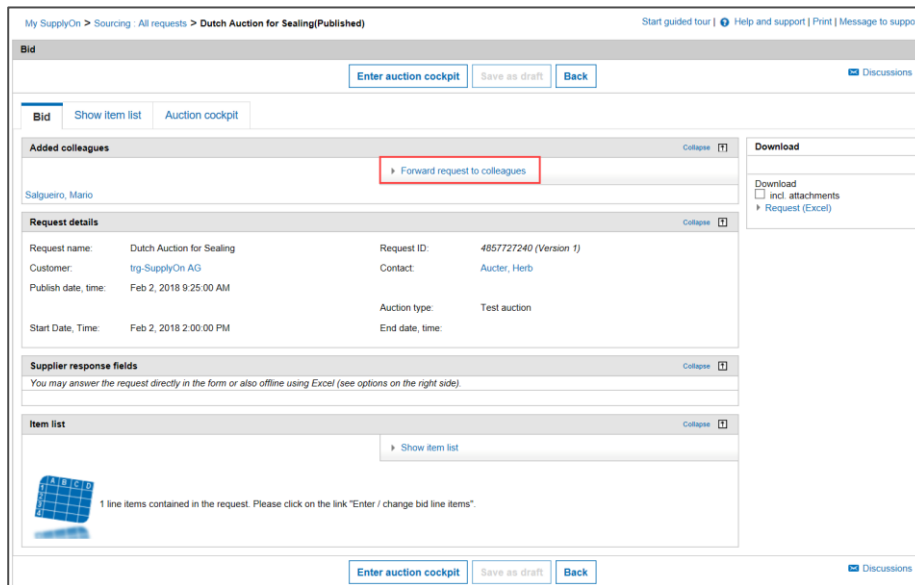 My SupplyOn > Sourcing : All requests > Dutch Auction for Sealing(Published)
Start guided tour | Help and support | Print | Message to suppo
Bid
Enter auction cockpit Save as draft Back
Discussions
Bid Show item list Auction cockpit
Added colleagues Collapse
Download
Forward request to colleagues
Salgueiro, Mario
Download
incl. attachments
Request (Excel)
Request details Collapse
Request name: Dutch Auction for Sealing Request ID: 4857727240 (Version 1)
Customer: trg-SupplyOn AG Contact: Aucter, Herb
Publish date, time: Feb 2, 2018 9:25:00 AM
Auction type: Test auction
Start Date, Time: Feb 2, 2018 2:00:00 PM End date, time:
Supplier response fields Collapse
You may answer the request directly in the form or also offline using Excel (see options on the right side).
Item list Collapse
Show item list
A B C D
1
2
3
4
1 line items contained in the request. Please click on the link "Enter / change bid line items".
Enter auction cockpit Save as draft Back
Discussions